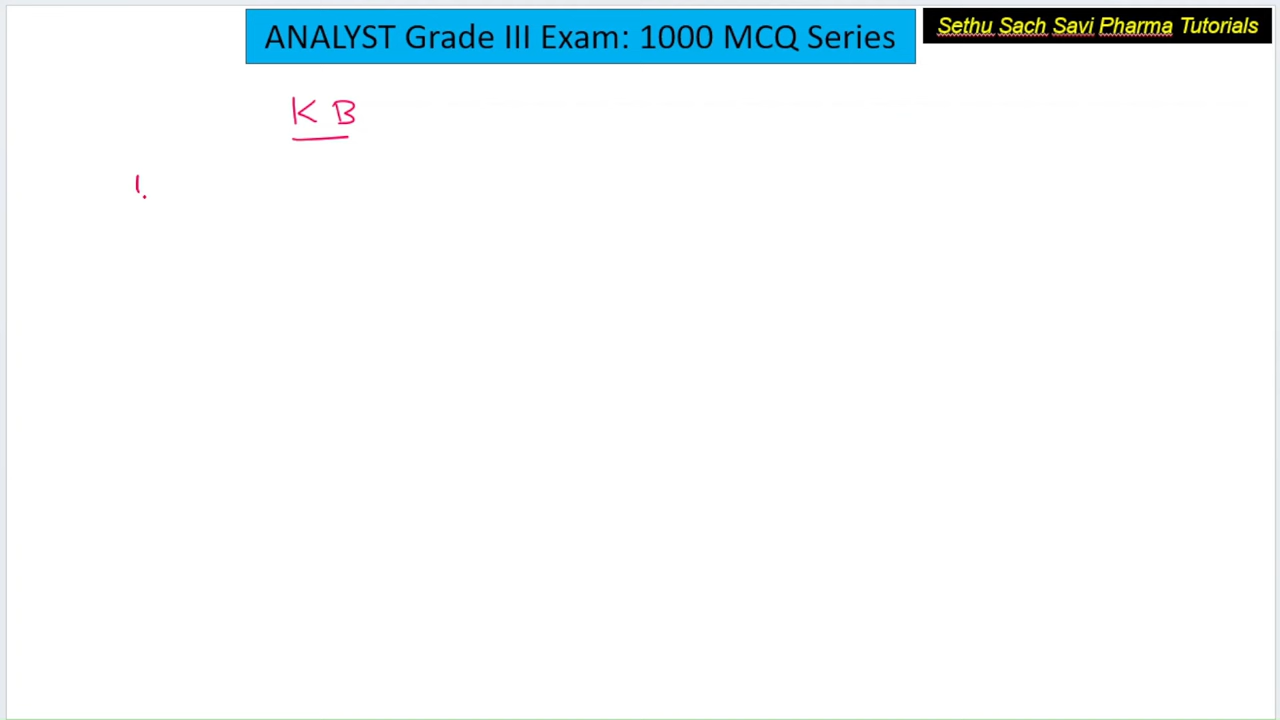 ANALYST Grade III Exam: 1000 MCQ Series
Sethu Sach Savi Pharma Tutorials
K B
1.